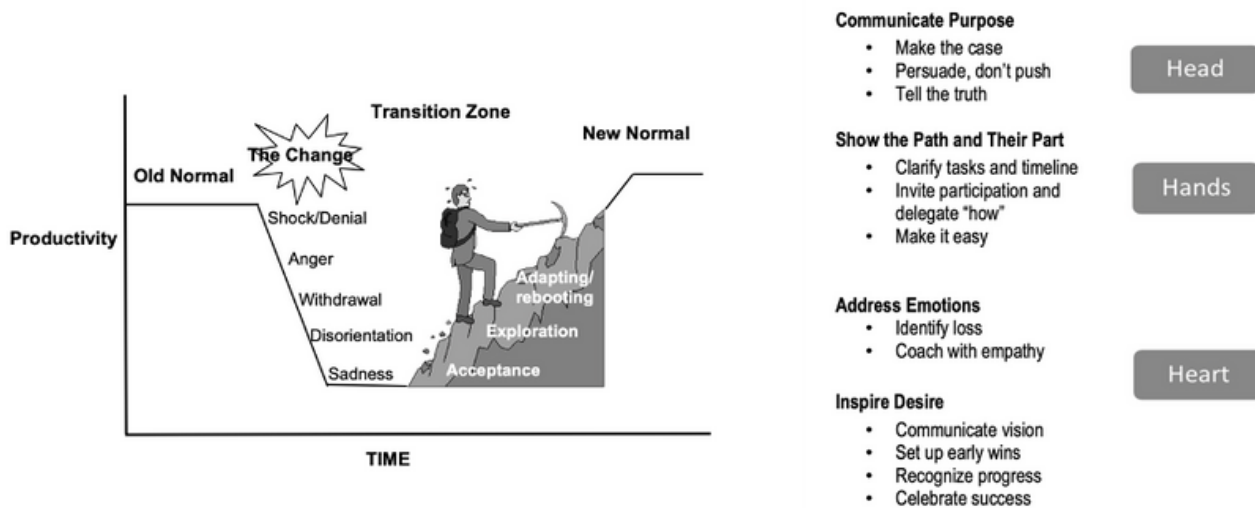 Transition Zone
The Change
New Normal
Old Normal
Shock/Denial
Productivity
Anger
Withdrawal
Disorientation
Sadness
Adapting/
rebooting
Exploration
Acceptance
TIME
Communicate Purpose
• Make the case
• Persuade, don't push
• Tell the truth
Head
Show the Path and Their Part
• Clarify tasks and timeline
• Invite participation and
delegate “how”
• Make it easy
Hands
Address Emotions
• Identify loss
• Coach with empathy
Heart
Inspire Desire
• Communicate vision
• Set up early wins
• Recognize progress
• Celebrate success